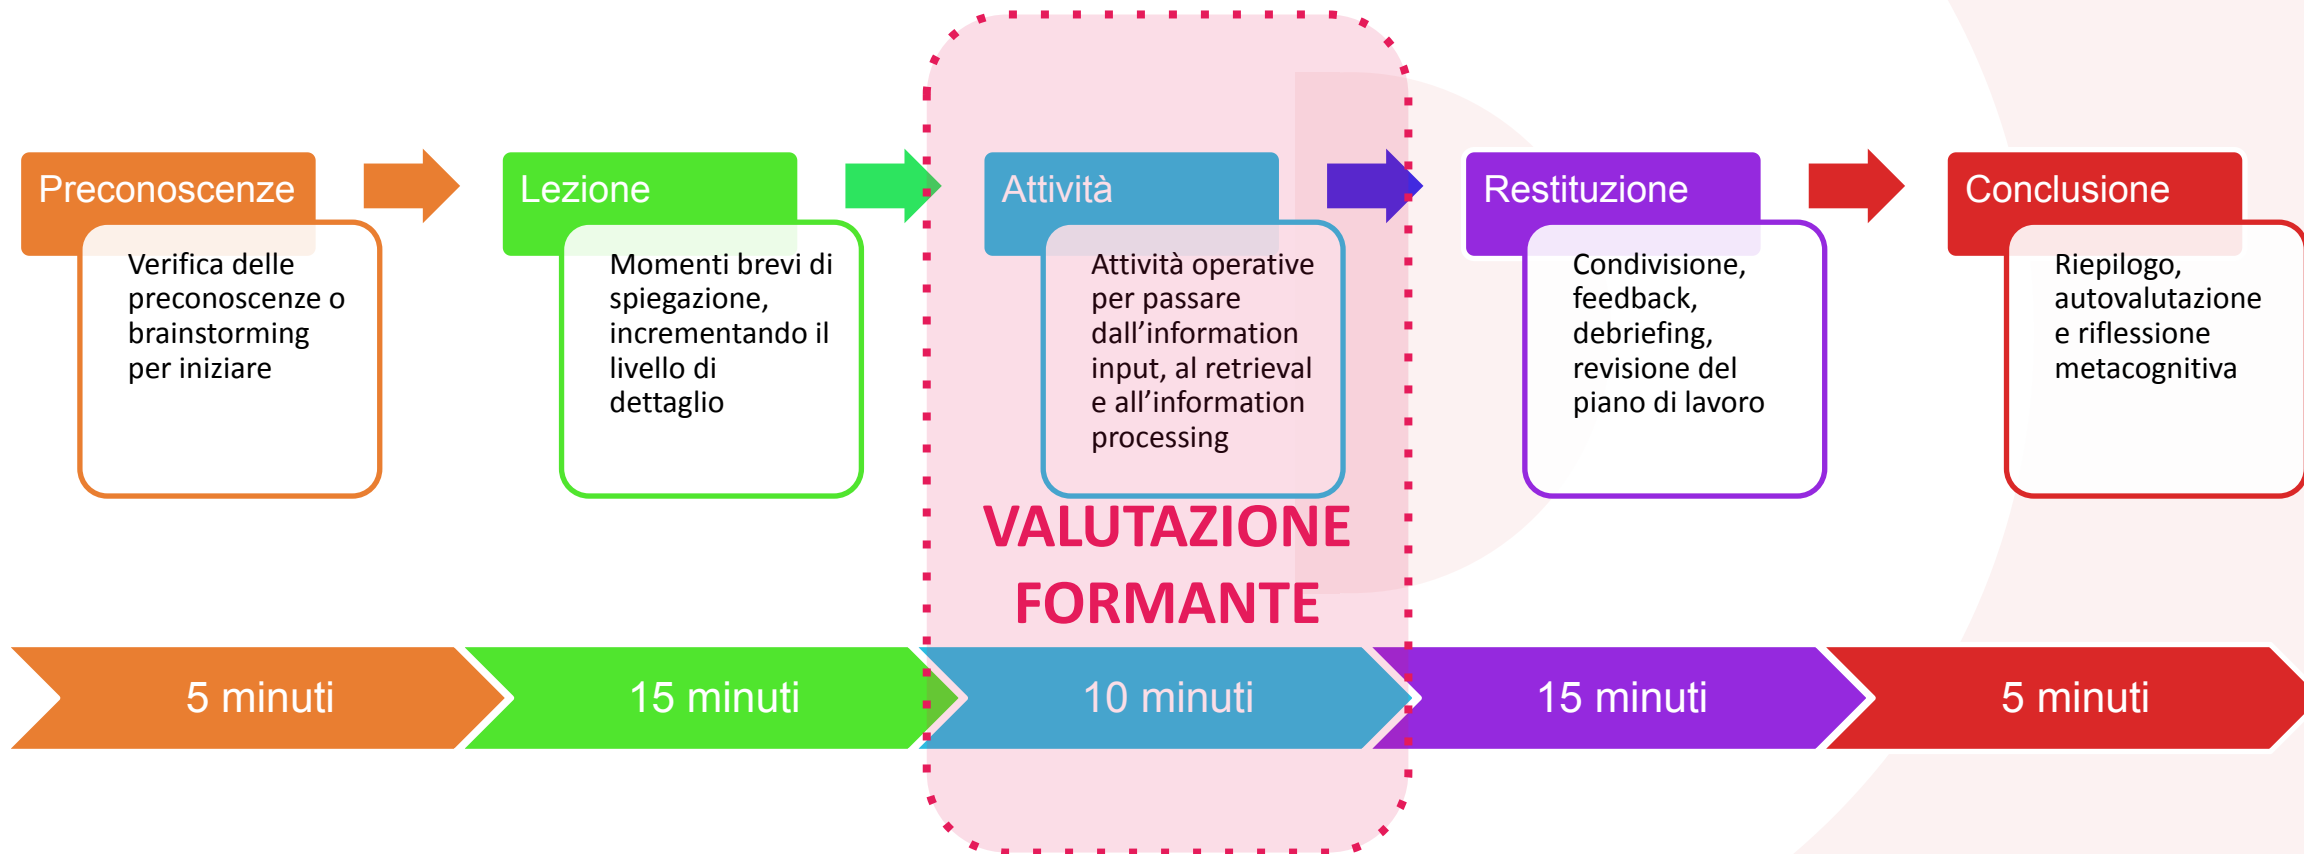 Preconoscenze
Verifica delle
preconoscenze o
brainstorming
per iniziare
Lezione
Momenti brevi di
spiegazione,
incrementando il
livello di
dettaglio
Attività
Attività operative
per passare
dall’information
input, al retrieval
e all’information
processing
Restituzione
Condivisione,
feedback,
debriefing,
revisione del
piano di lavoro
Conclusione
Riepilogo,
autovalutazione
e riflessione
metacognitiva
VALUTAZIONE
FORMANTE
5 minuti
15 minuti
10 minuti
15 minuti
5 minuti